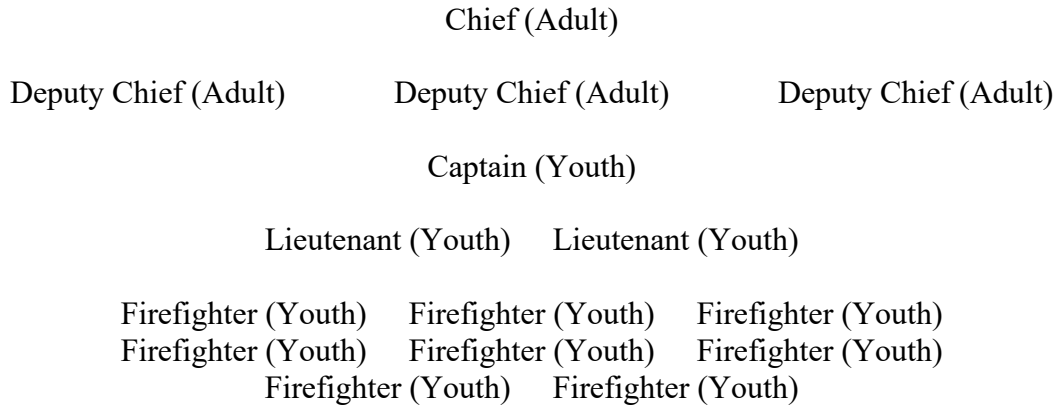 Chief (Adult)
Deputy Chief (Adult) Deputy Chief (Adult) Deputy Chief (Adult)
Captain (Youth)
Lieutenant (Youth) Lieutenant (Youth)
Firefighter (Youth) Firefighter (Youth) Firefighter (Youth)
Firefighter (Youth) Firefighter (Youth) Firefighter (Youth)
Firefighter (Youth) Firefighter (Youth)